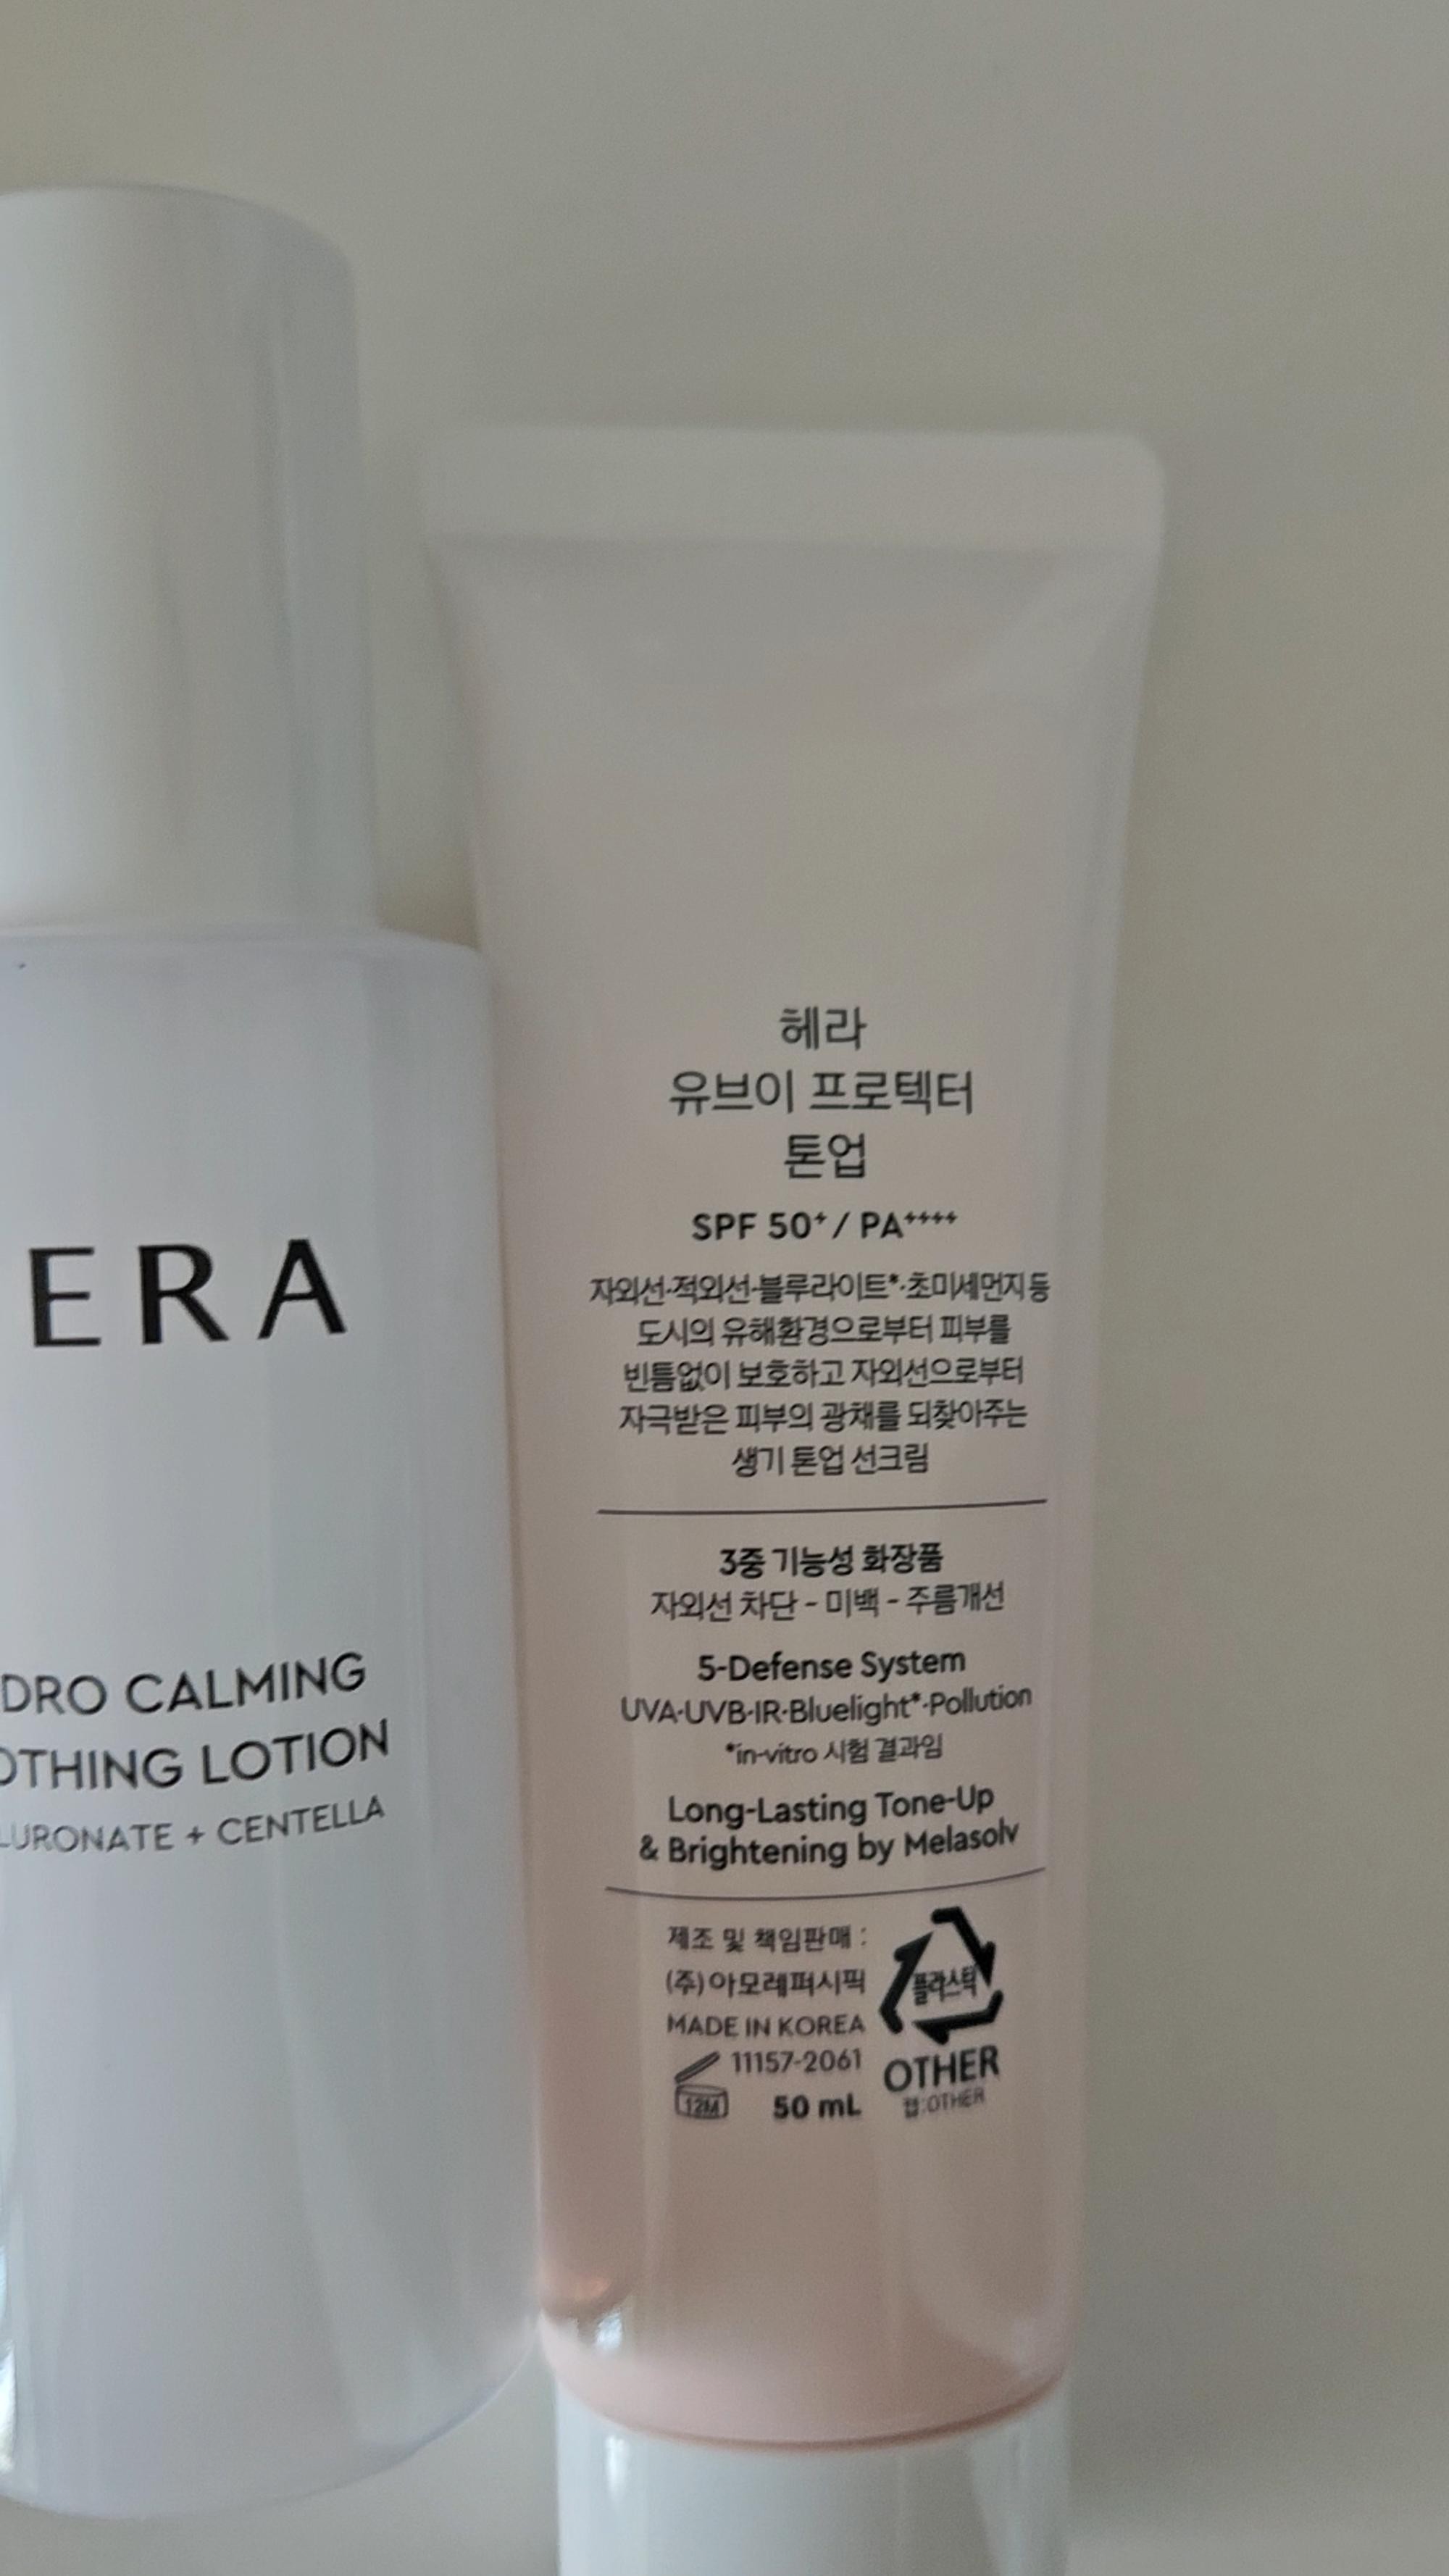 ERA
DRO CALMING
OTHING LOTION
LURONATE + CENTELLA
헤라
유브이 프로텍터
톤업
SPF 50+ / PA++++
자외선·적외선·블루라이트*·초미세먼지 등
도시의 유해환경으로부터 피부를
빈틈없이 보호하고 자외선으로부터
자극받은 피부의 광채를 되찾아주는
생기 톤업 선크림
3중 기능성 화장품
자외선 차단 - 미백 - 주름개선
5-Defense System
UVA·UVB·IR·Bluelight*·Pollution
*in-vitro 시험 결과임
Long-Lasting Tone-Up
& Brightening by Melasolv
제조 및 책임판매 :
(주)아모레퍼시픽
MADE IN KOREA
11157-2061
12M
50 mL
플라스틱
OTHER
캡:OTHER